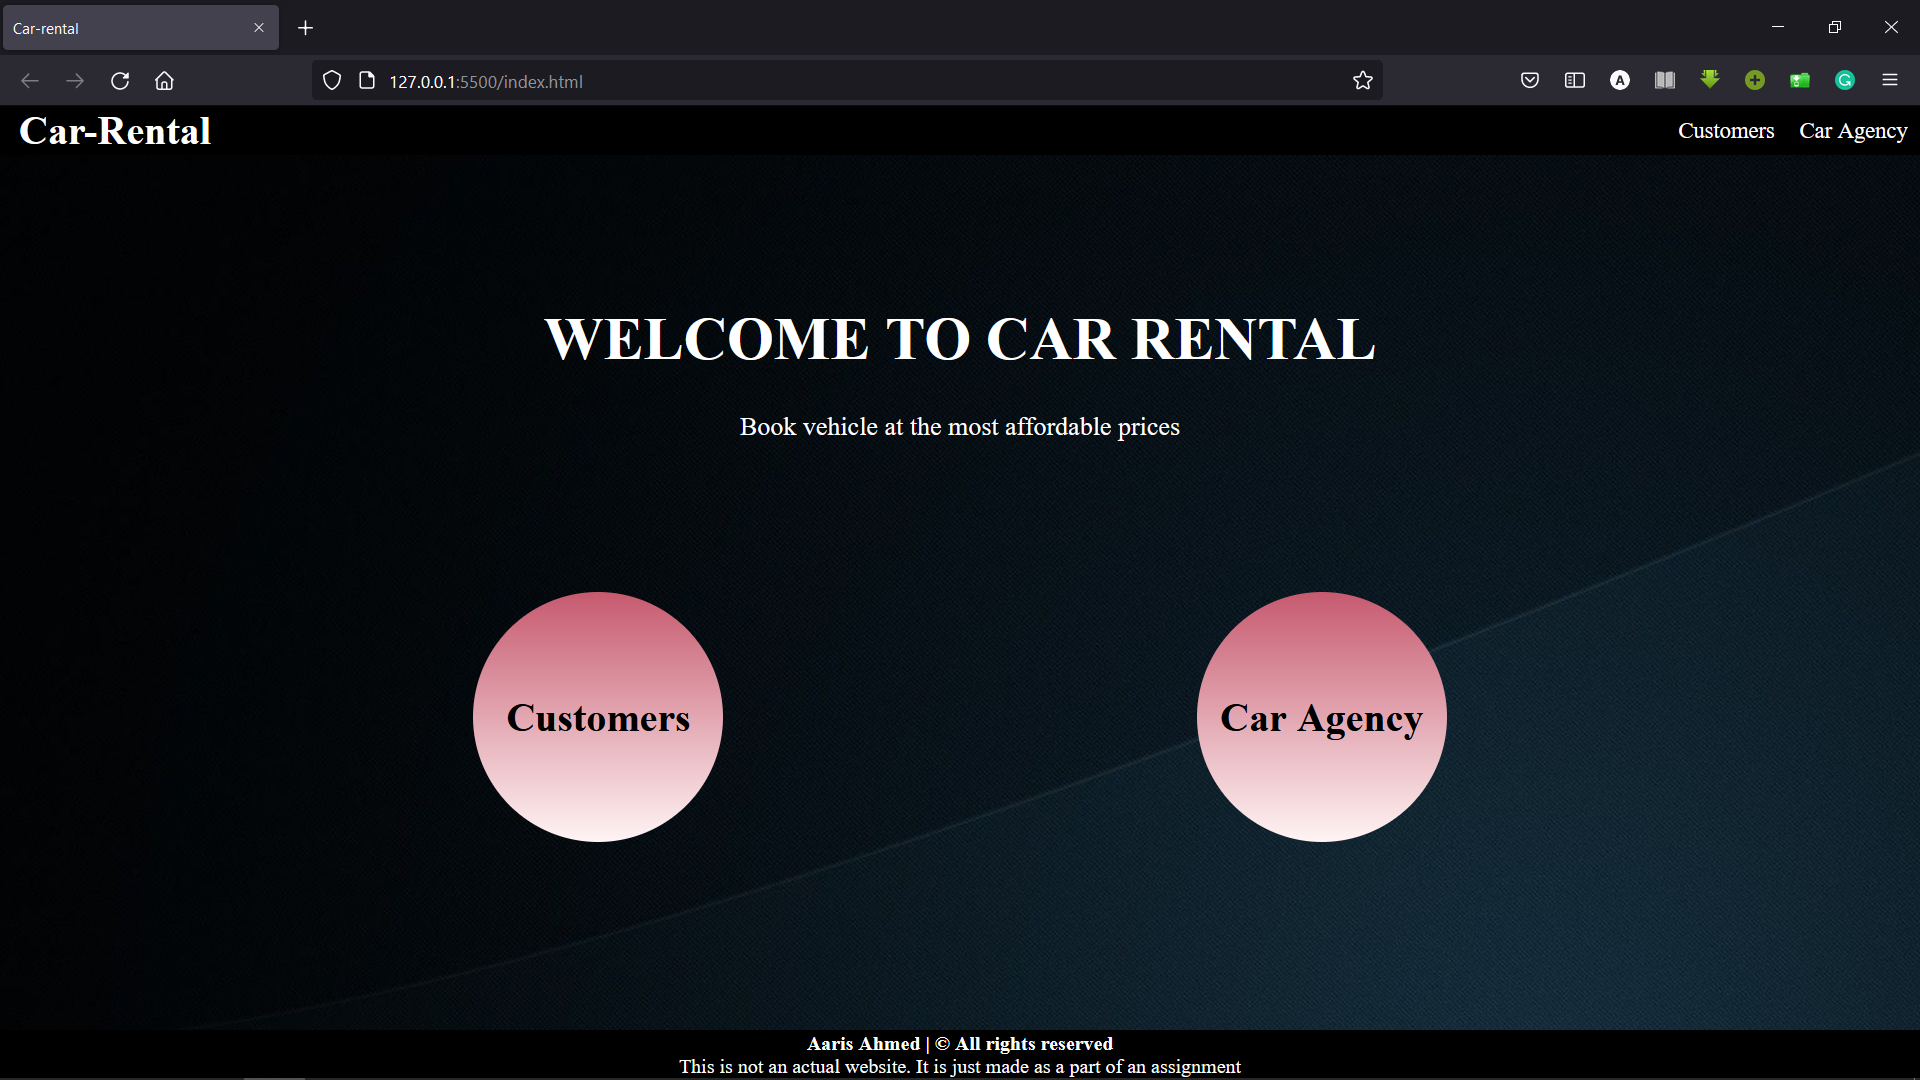 Car-rental
127.0.0.1:5500/index.html
Car-Rental
Customers Car Agency
WELCOME TO CAR RENTAL
Book vehicle at the most affordable prices
Customers
Car Agency
Aaris Ahmed | © All rights reserved
This is not an actual website. It is just made as a part of an assignment